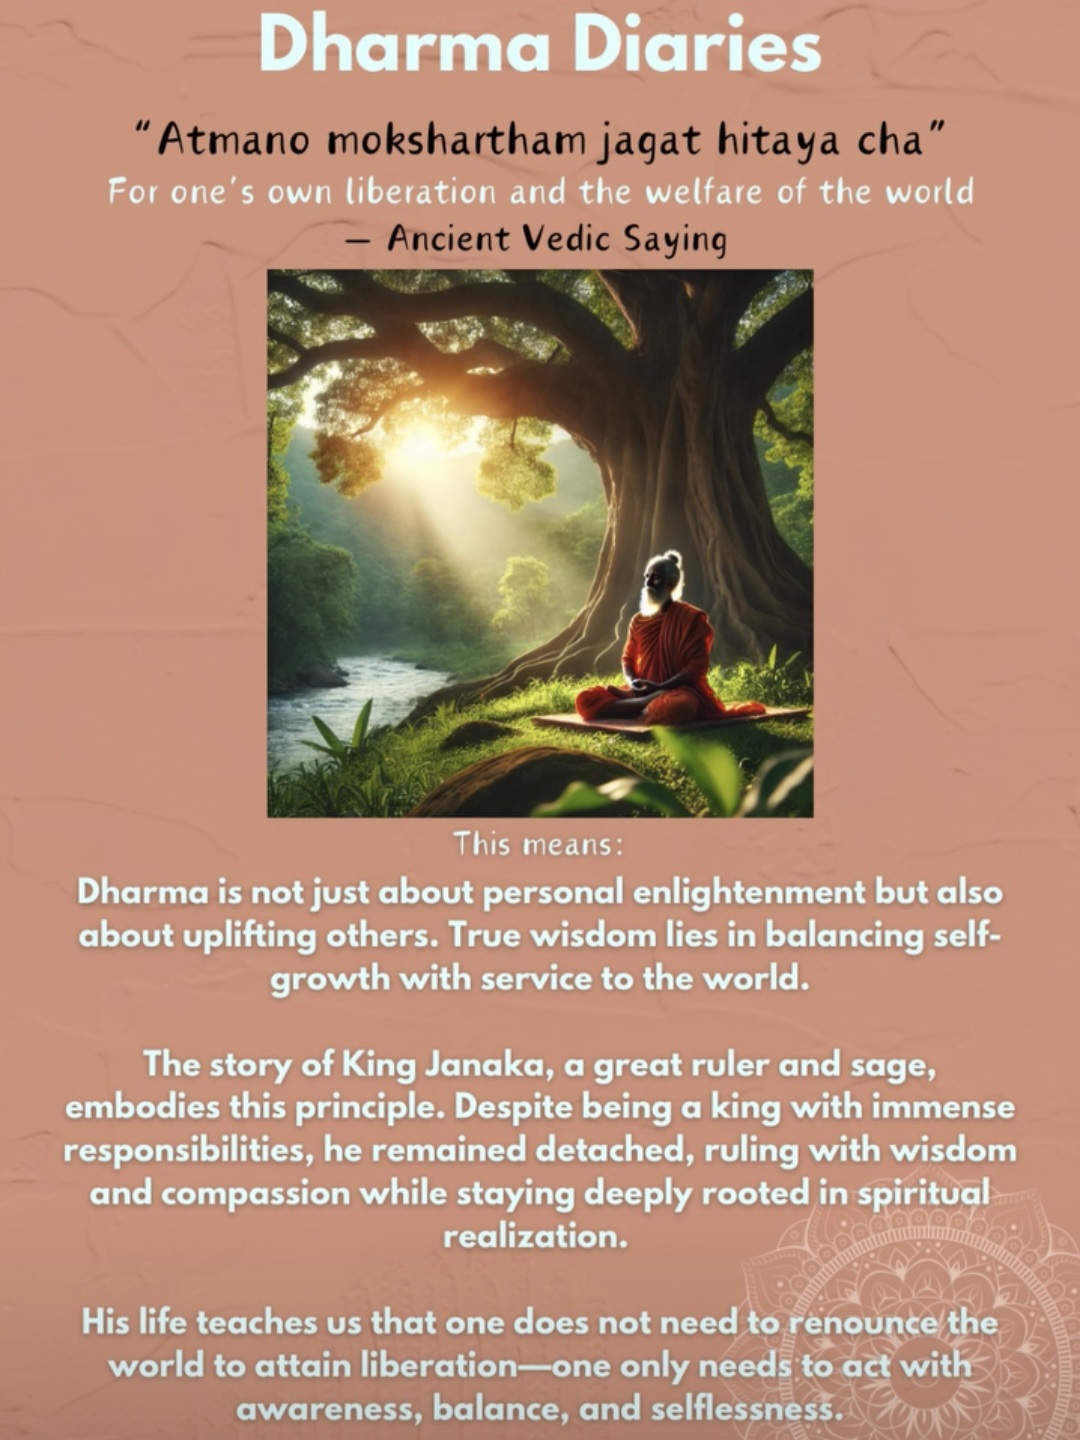 Dharma Diaries
“Atmano mokshartham jagat hitaya cha”
For one's own liberation and the welfare of the world
– Ancient Vedic Saying
This means:
Dharma is not just about personal enlightenment but also
about uplifting others. True wisdom lies in balancing self-
growth with service to the world.
The story of King Janaka, a great ruler and sage,
embodies this principle. Despite being a king with immense
responsibilities, he remained detached, ruling with wisdom
and compassion while staying deeply rooted in spiritual
realization.
His life teaches us that one does not need to renounce the
world to attain liberation—one only needs to act with
awareness, balance, and selflessness.